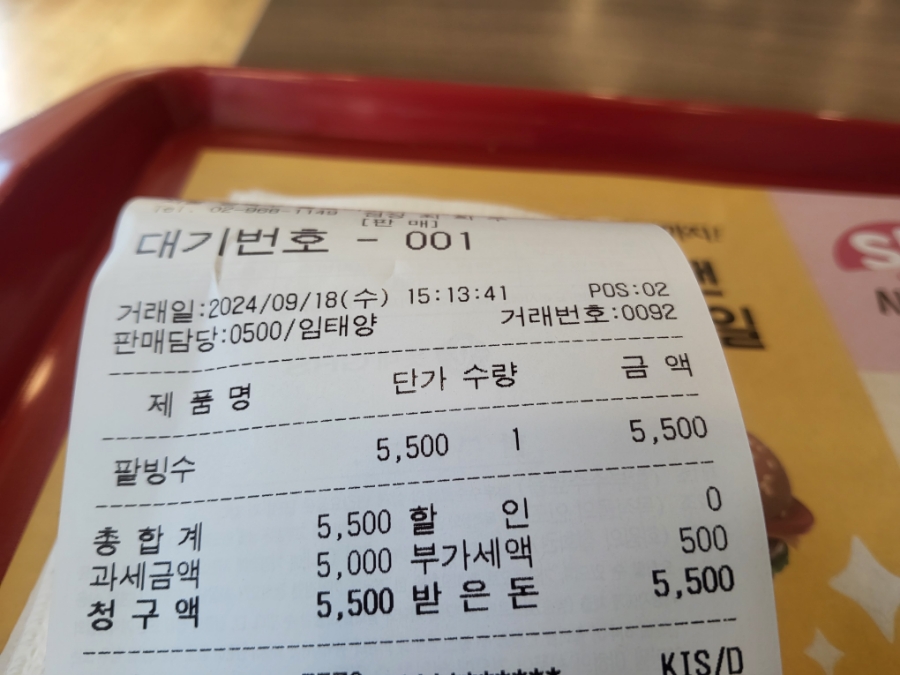 [판 매]
대기번호 - 001
거래일:2024/09/18(수) 15:13:41 POS:02
판매담당:0500/임태양 거래번호:0092
제 품 명 단가 수량 금 액
팥빙수 5,500 1 5,500
총 합 계 5,500 할 인 0
과세금액 5,000 부가세액 500
청 구 액 5,500 받 은 돈 5,500
KIS/D